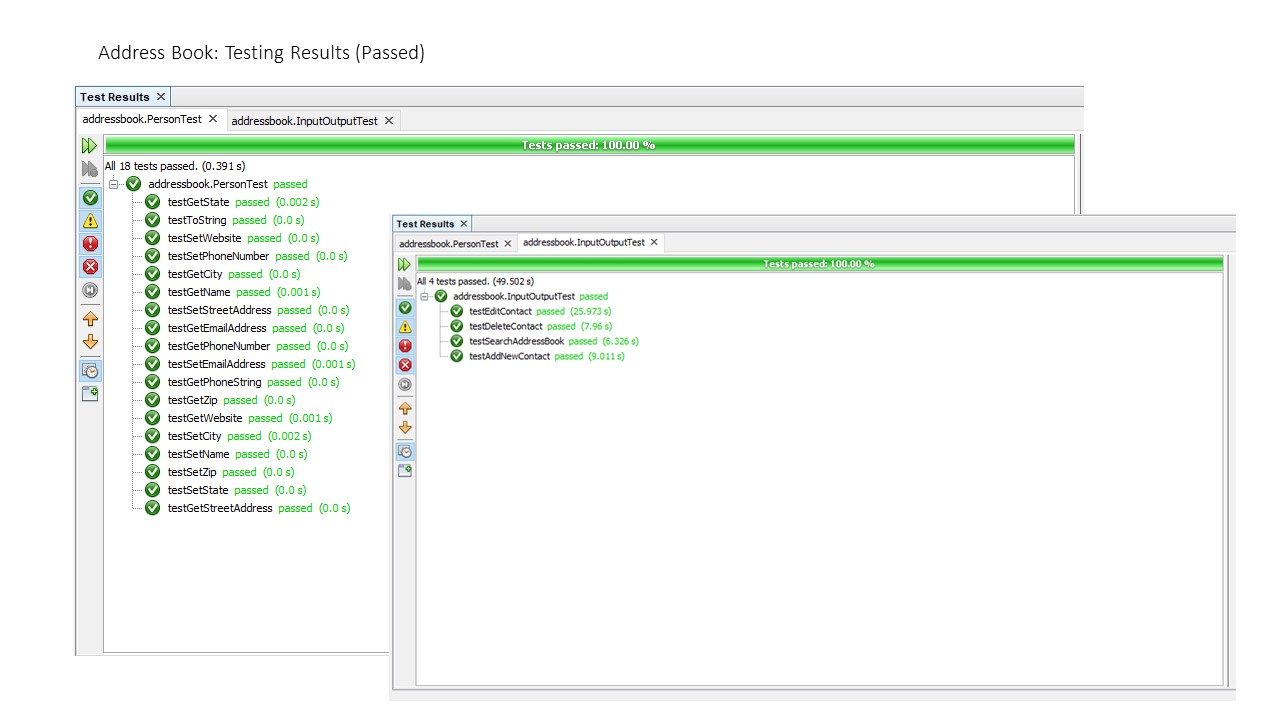 Address Book: Testing Results (Passed)
Test Results
addressbook.PersonTest addressbook.InputOutputTest
Tests passed: 100.00 %
All 18 tests passed. (0.391 s)
addressbook.PersonTest passed
testGetState passed (0.002 s)
testToString passed (0.0 s)
testSetWebsite passed (0.0 s)
testSetPhoneNumber passed (0.0 s)
testGetCity passed (0.0 s)
testGetName passed (0.001 s)
testSetStreetAddress passed (0.0 s)
testGetEmailAddress passed (0.0 s)
testGetPhoneNumber passed (0.0 s)
testSetEmailAddress passed (0.001 s)
testGetPhoneString passed (0.0 s)
testGetZip passed (0.0 s)
testGetWebsite passed (0.001 s)
testSetCity passed (0.002 s)
testSetName passed (0.0 s)
testSetZip passed (0.0 s)
testSetState passed (0.0 s)
testGetStreetAddress passed (0.0 s)
Test Results
addressbook.PersonTest addressbook.InputOutputTest
Tests passed: 100.00 %
All 4 tests passed. (49.502 s)
addressbook.InputOutputTest passed
testEditContact passed (25.973 s)
testDeleteContact passed (7.96 s)
testSearchAddressBook passed (6.326 s)
testAddNewContact passed (9.011 s)